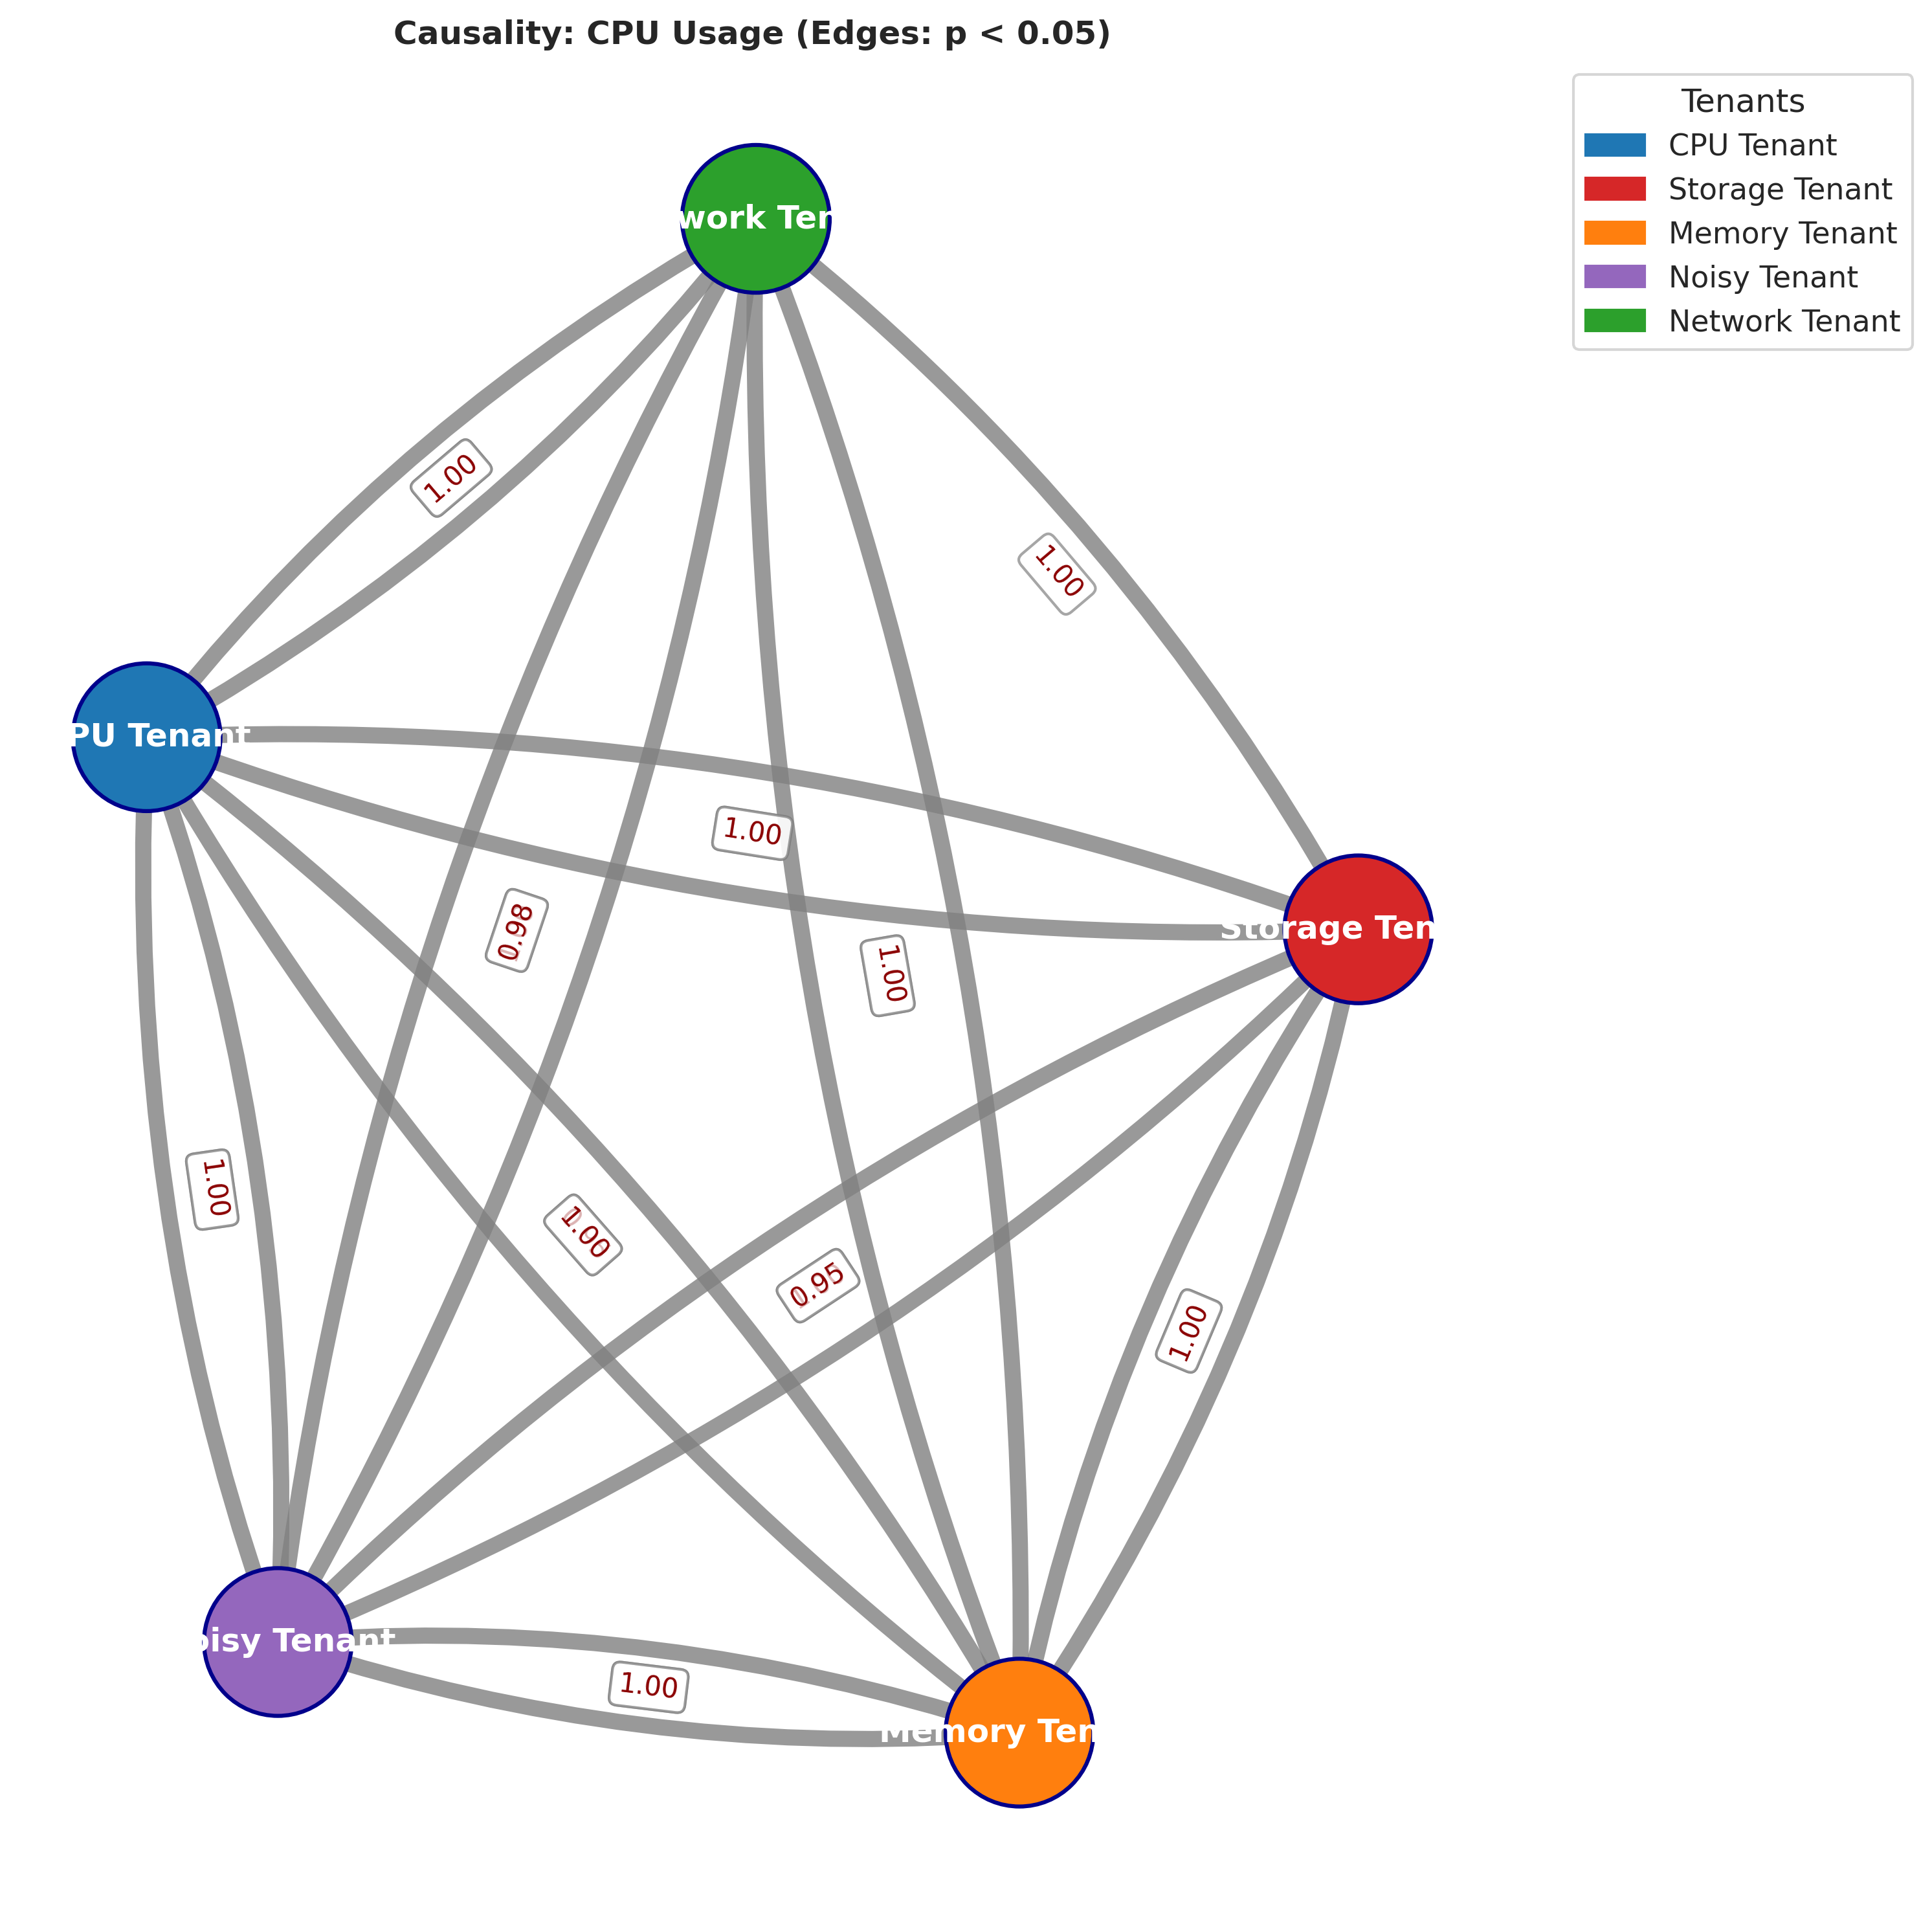 Causality: CPU Usage (Edges: p < 0.05)
Tenants
CPU Tenant
Storage Tenant
Memory Tenant
Noisy Tenant
Network Tenant
work Ten
1.00
1.00
PU Tenant
1.00
0.98
Storage Ten
1.00
1.00
1.00
0.95
1.00
oisy Tenant
1.00
Memory Ten